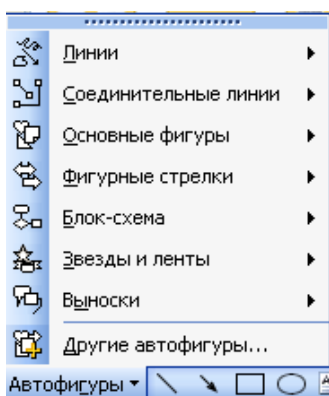 Линии
Соединительные линии
Основные фигуры
Фигурные стрелки
Блок-схема
Звезды и ленты
Выноски
Другие автофигуры...
Автофигуры